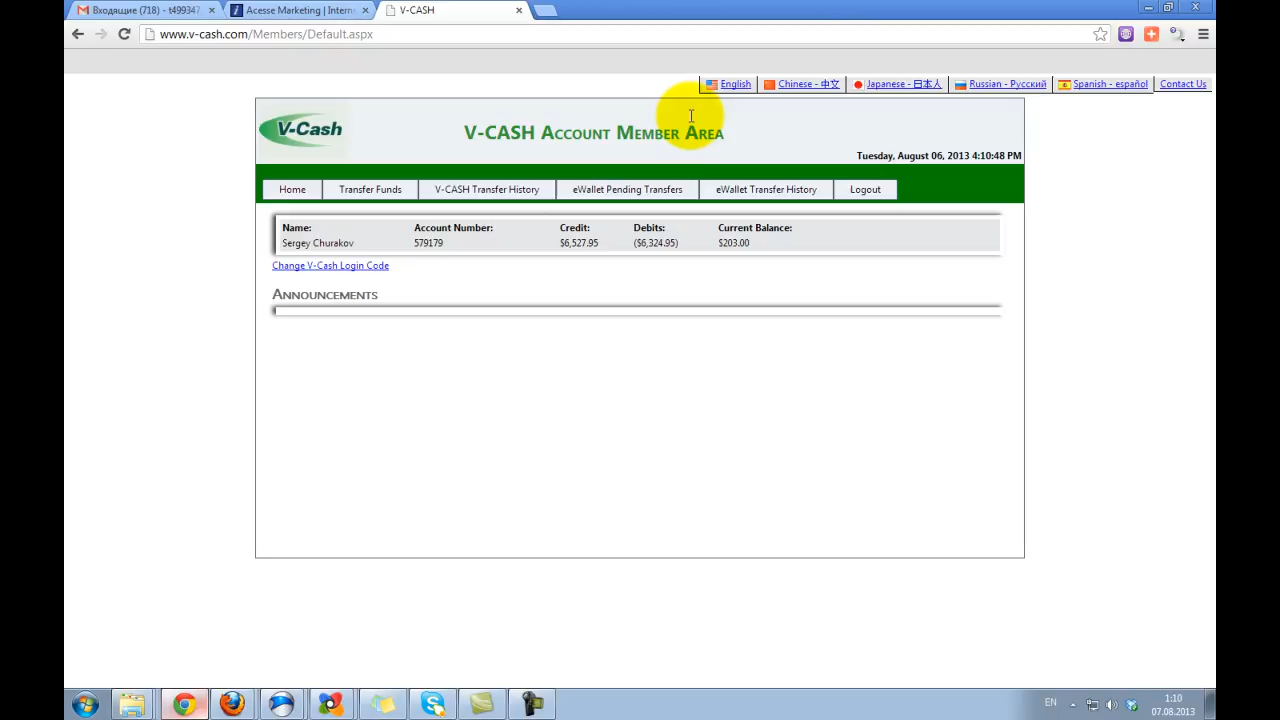 Входящие (718) - t499347
Acesse Marketing | Intern
V-CASH
www.v-cash.com/Members/Default.aspx
English
Chinese - 中文
Japanese - 日本人
Russian - Русский
Spanish - español
Contact Us
V-Cash
V-CASH Account Member Area
Tuesday, August 06, 2013 4:10:48 PM
Home
Transfer Funds
V-CASH Transfer History
eWallet Pending Transfers
eWallet Transfer History
Logout
Name: Account Number: Credit: Debits: Current Balance:
Sergey Churakov 579179 $6,527.95 ($6,324.95) $203.00
Change V-Cash Login Code
Announcements
EN
1:10
07.08.2013